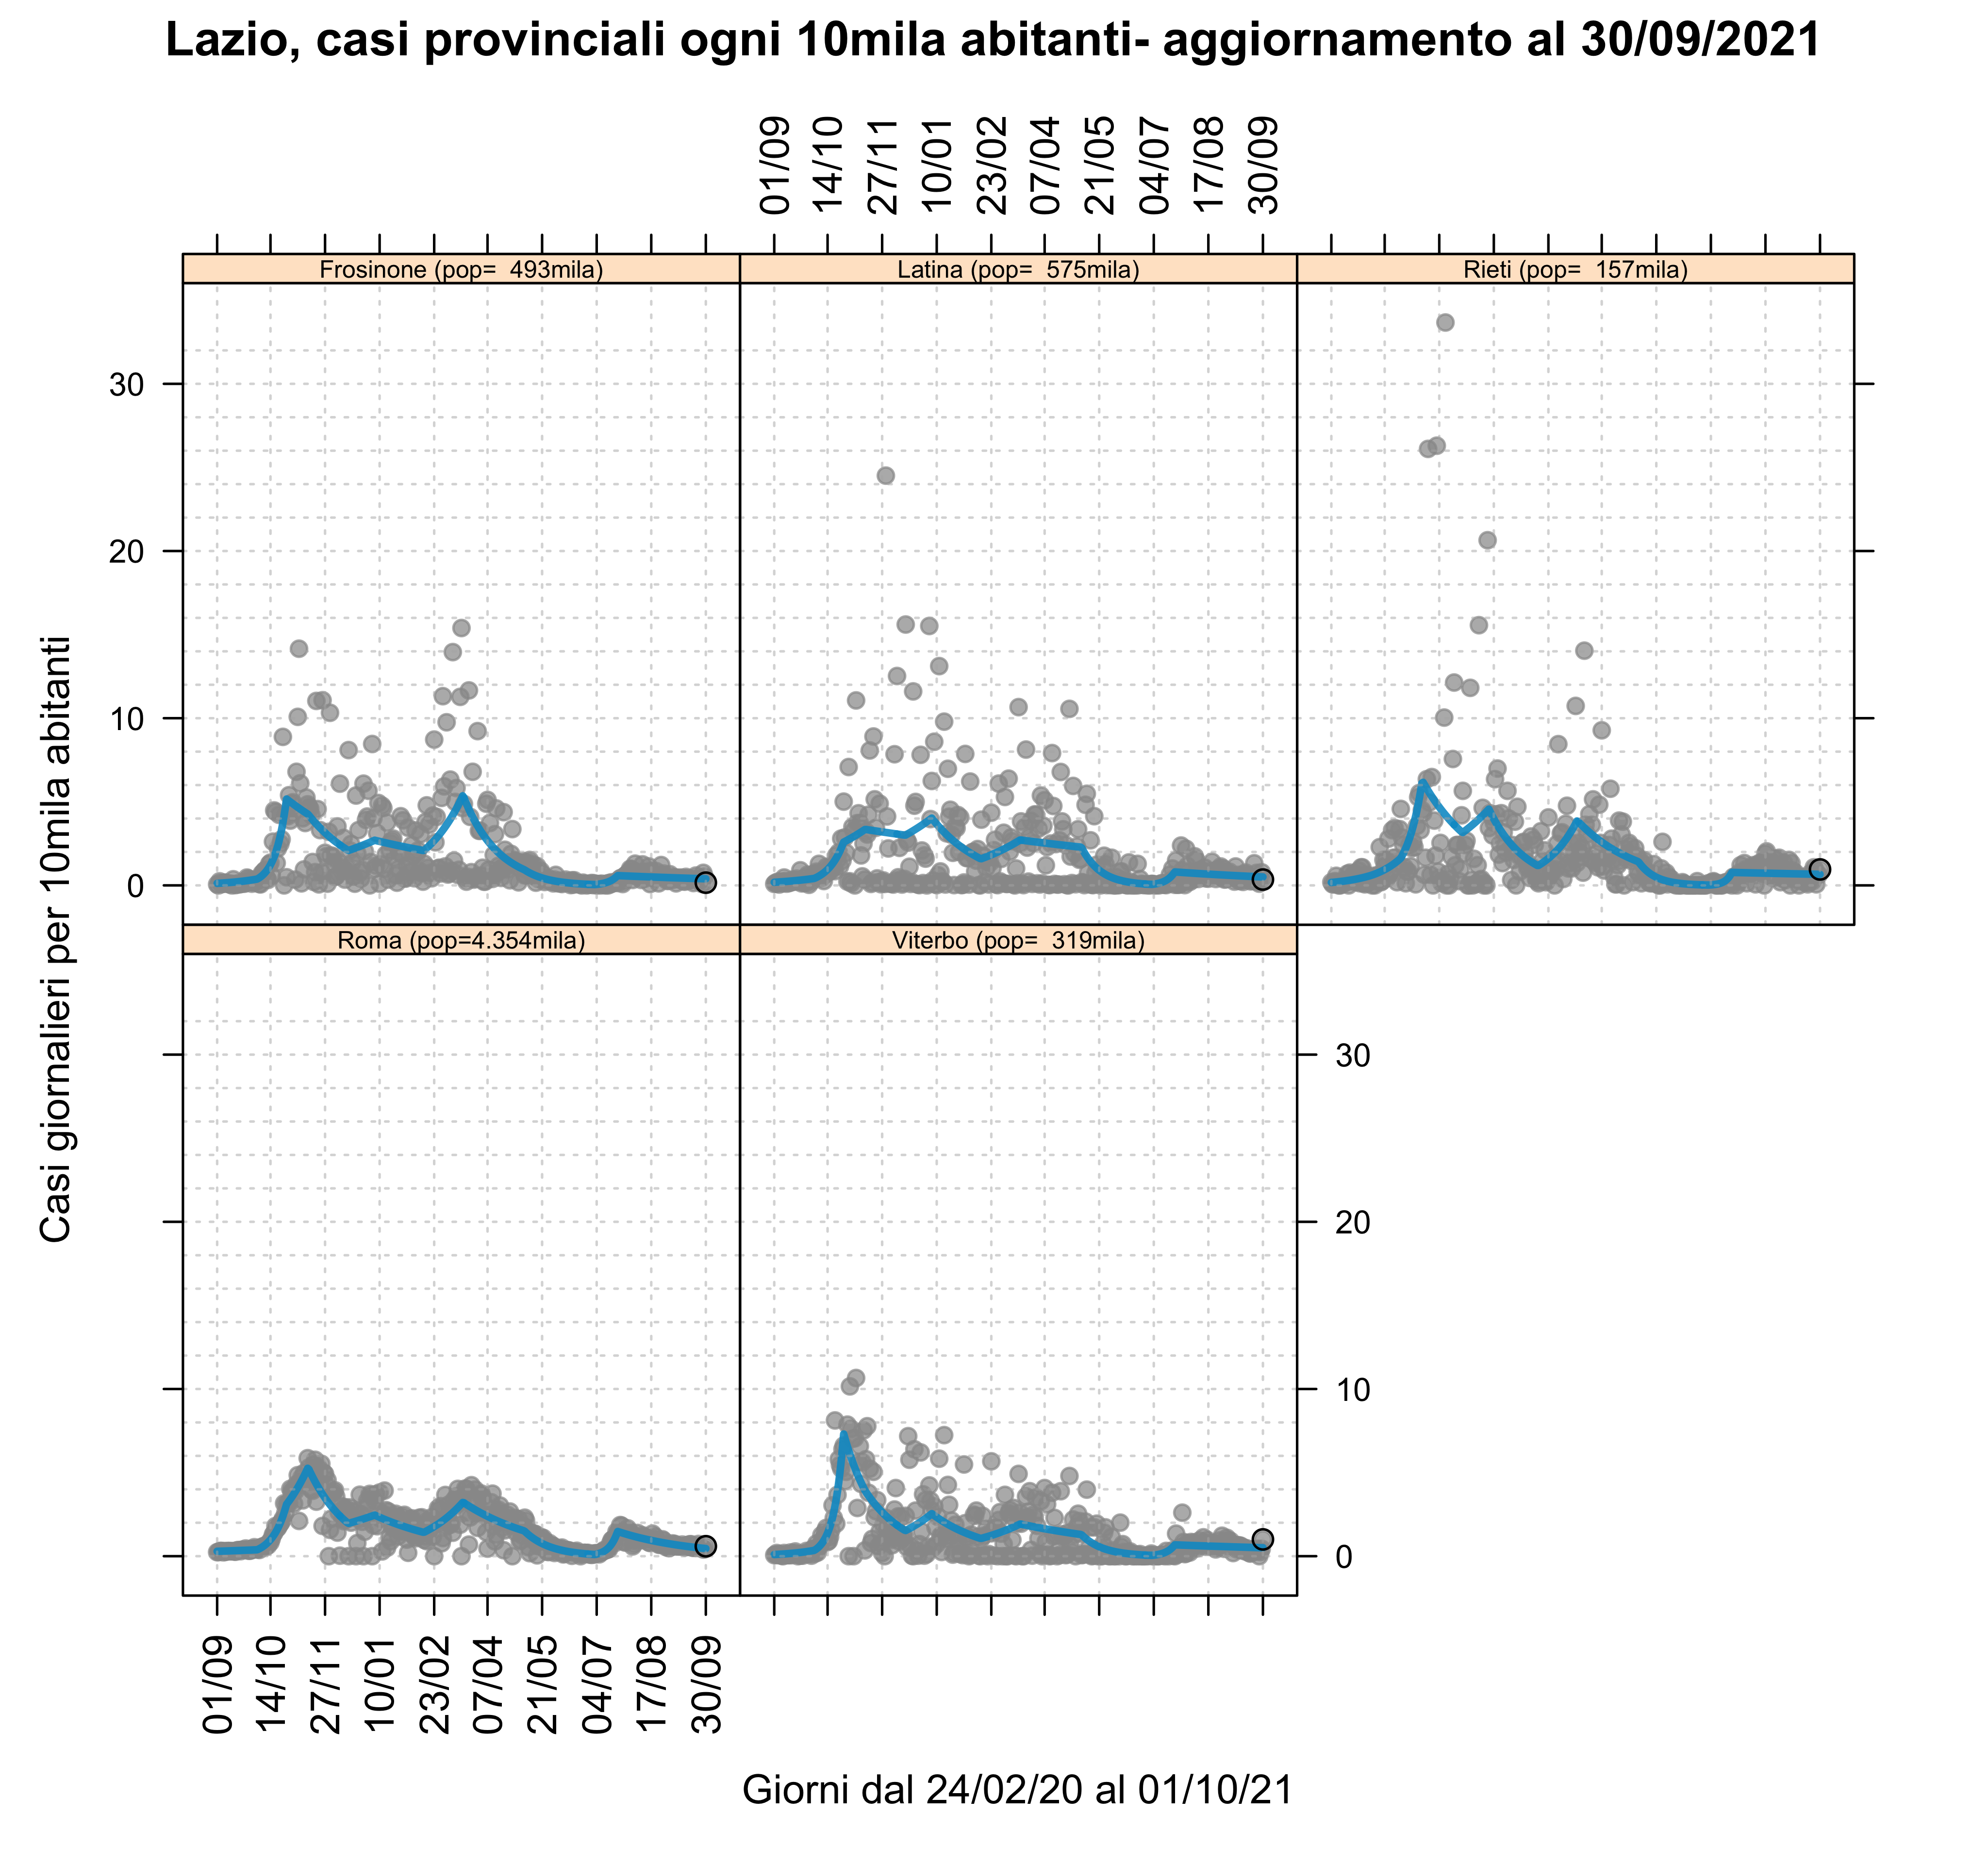 Lazio, casi provinciali ogni 10mila abitanti- aggiornamento al 30/09/2021
01/09 14/10 27/11 10/01 23/02 07/04 21/05 04/07 17/08 30/09
Frosinone (pop= 493mila)
Latina (pop= 575mila)
Rieti (pop= 157mila)
30
20
10
0
Casi giornalieri per 10mila abitanti
Roma (pop=4.354mila)
Viterbo (pop= 319mila)
30
20
10
0
01/09 14/10 27/11 10/01 23/02 07/04 21/05 04/07 17/08 30/09
Giorni dal 24/02/20 al 01/10/21